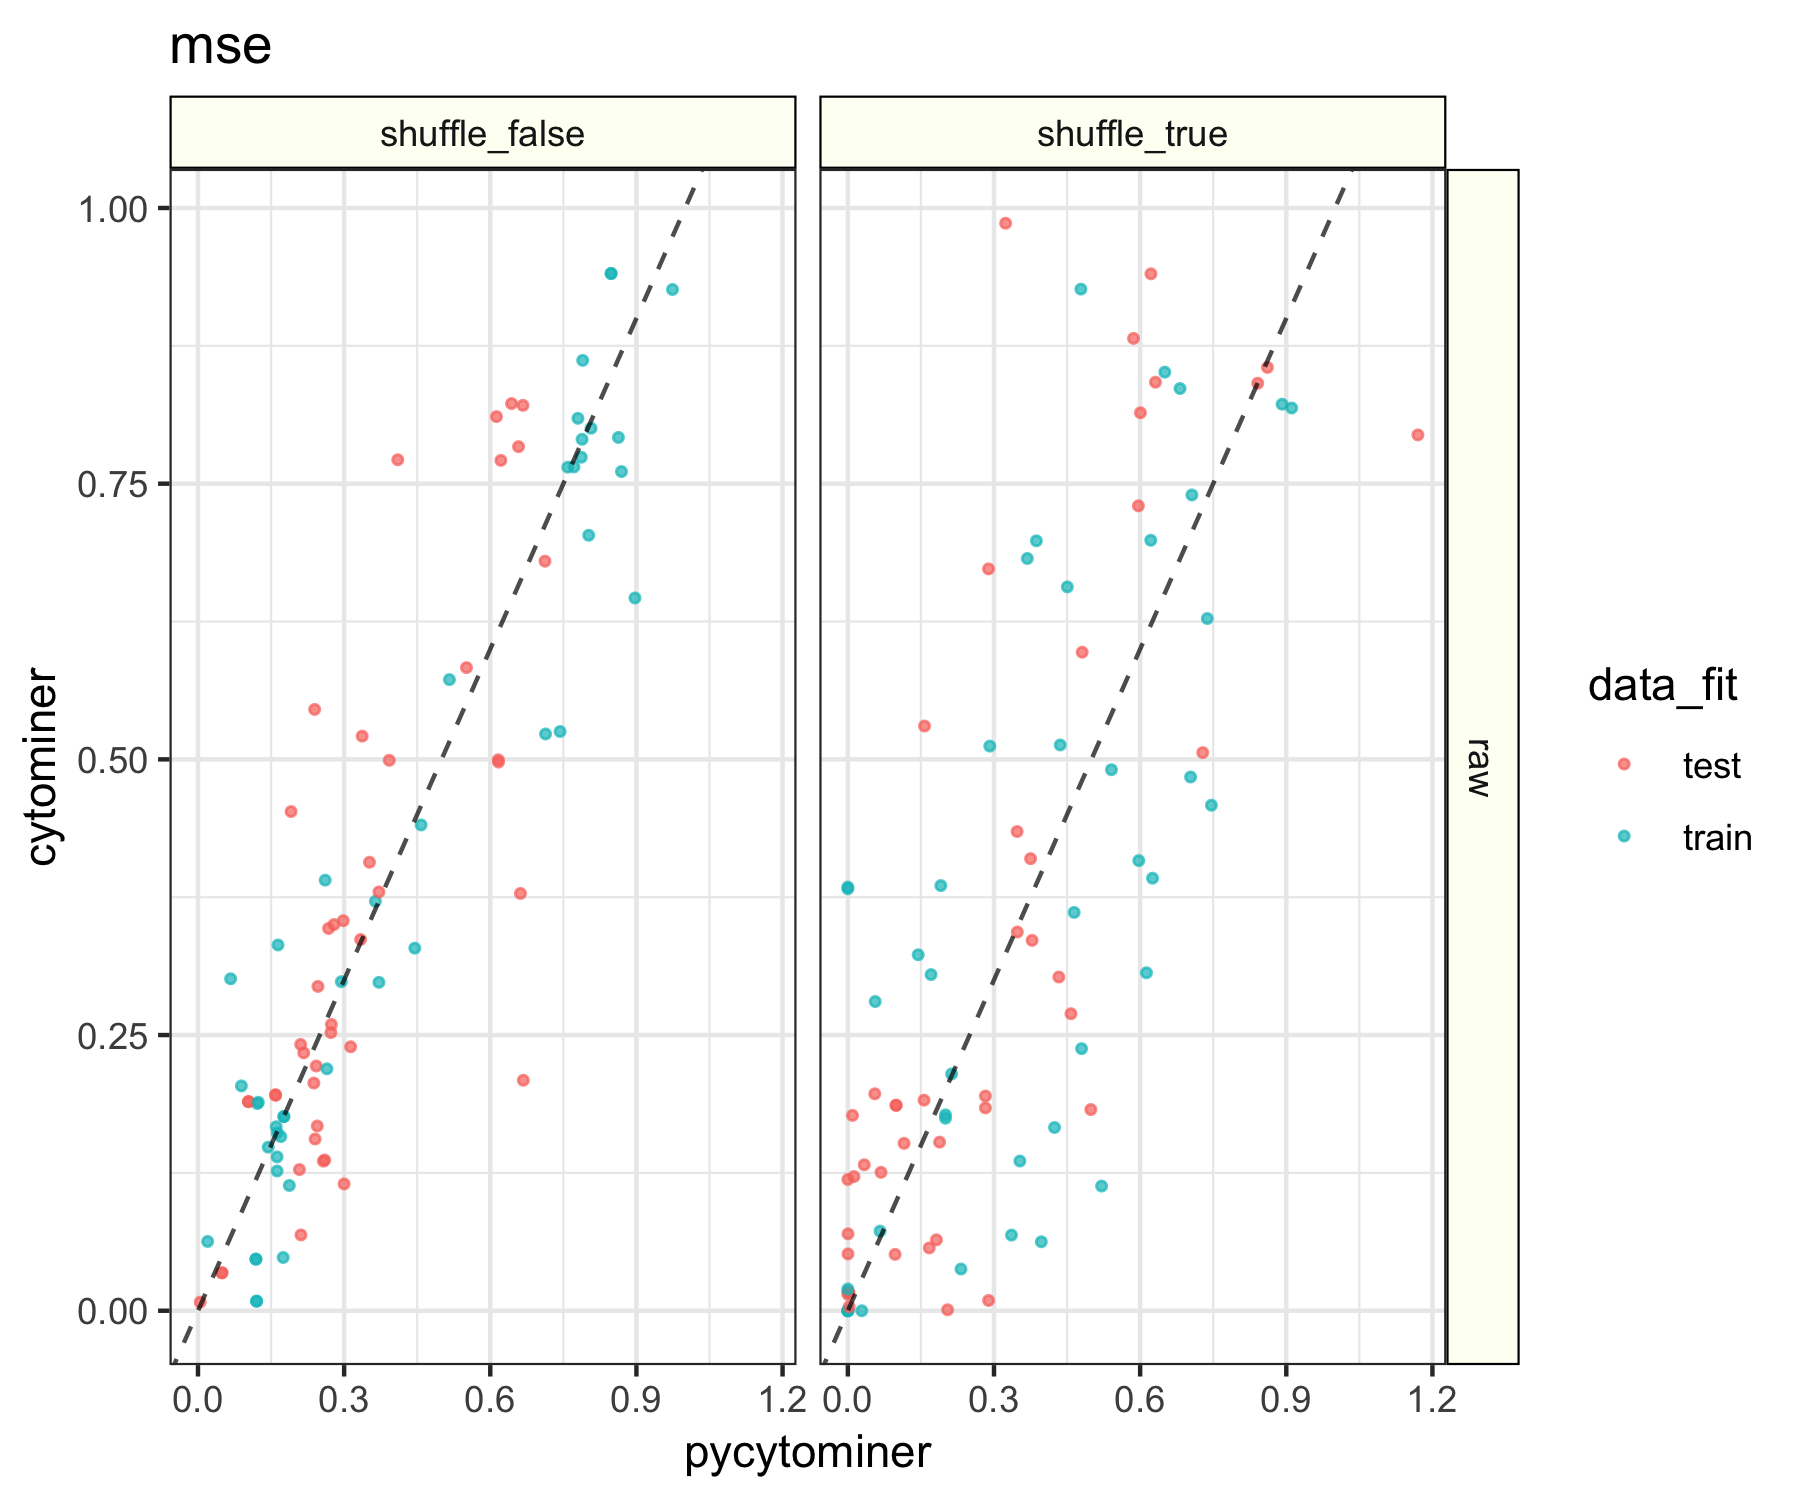 mse
shuffle_false
shuffle_true
1.00
0.75
0.50
0.25
0.00
cytominer
raw
data_fit
test
train
0.0 0.3 0.6 0.9 1.2 0.0 0.3 0.6 0.9 1.2
pycytominer